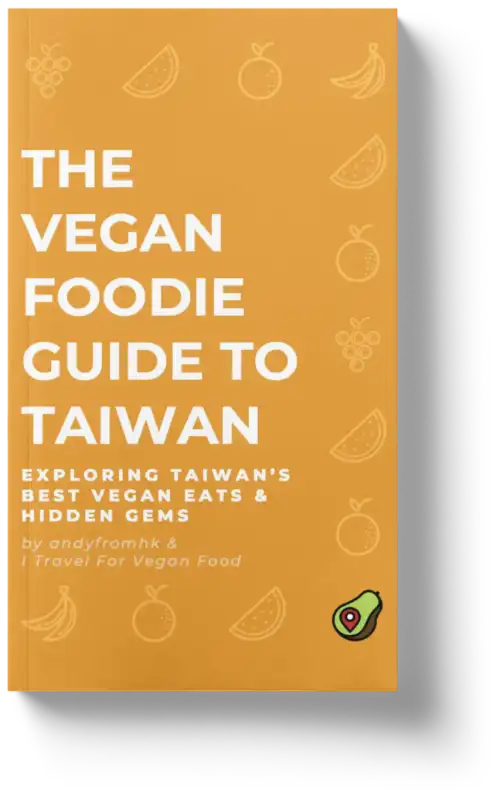 THE
VEGAN
FOODIE
GUIDE TO
TAIWAN
EXPLORING TAIWAN'S
BEST VEGAN EATS &
HIDDEN GEMS
by andyfromhk &
I Travel For Vegan Food